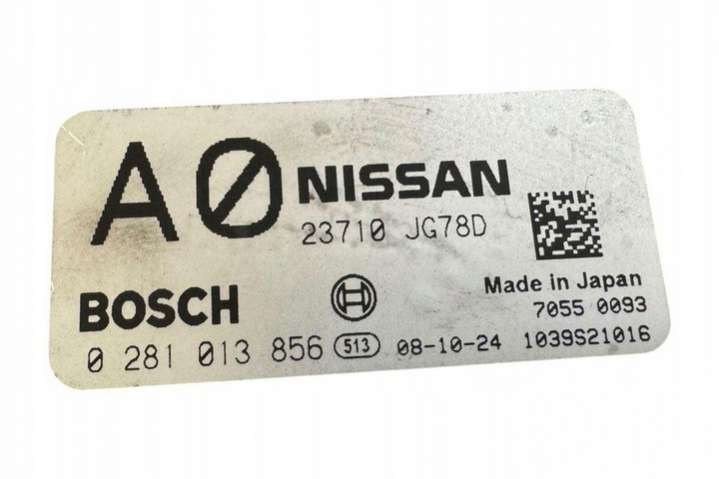 A0 NISSAN
23710 JG78D
Made in Japan
BOSCH
7055 0093
0 281 013 856 513 08-10-24 1039S21016